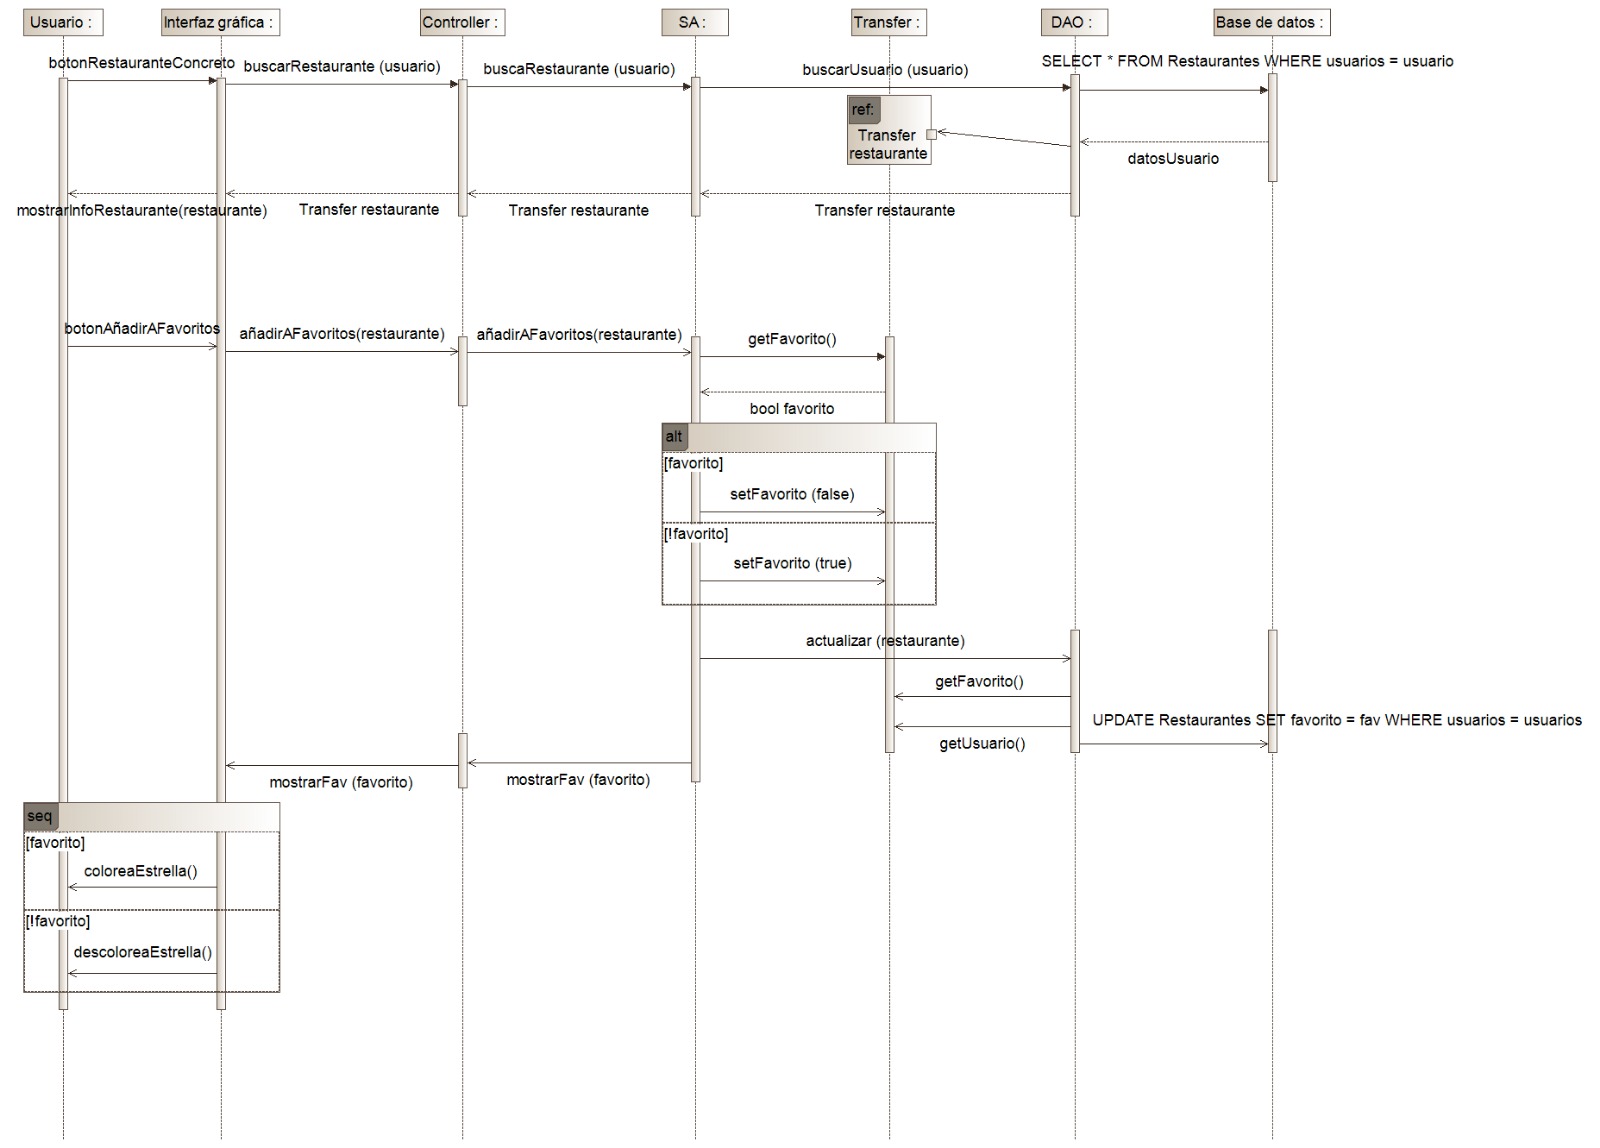 Usuario :
Interfaz gráfica :
Controller :
SA :
Transfer :
DAO :
Base de datos :
botonRestauranteConcreto
buscarRestaurante (usuario)
buscaRestaurante (usuario)
buscarUsuario (usuario)
SELECT * FROM Restaurantes WHERE usuarios = usuario
ref:
Transfer
restaurante
datosUsuario
mostrarInfoRestaurante(restaurante)
Transfer restaurante
Transfer restaurante
Transfer restaurante
botonAñadirAFavoritos
añadirAFavoritos(restaurante)
añadirAFavoritos(restaurante)
getFavorito()
bool favorito
alt
[favorito]
setFavorito (false)
[!favorito]
setFavorito (true)
actualizar (restaurante)
getFavorito()
UPDATE Restaurantes SET favorito = fav WHERE usuarios = usuarios
getUsuario()
mostrarFav (favorito)
mostrarFav (favorito)
seq
[favorito]
coloreaEstrella()
[!favorito]
descoloreaEstrella()